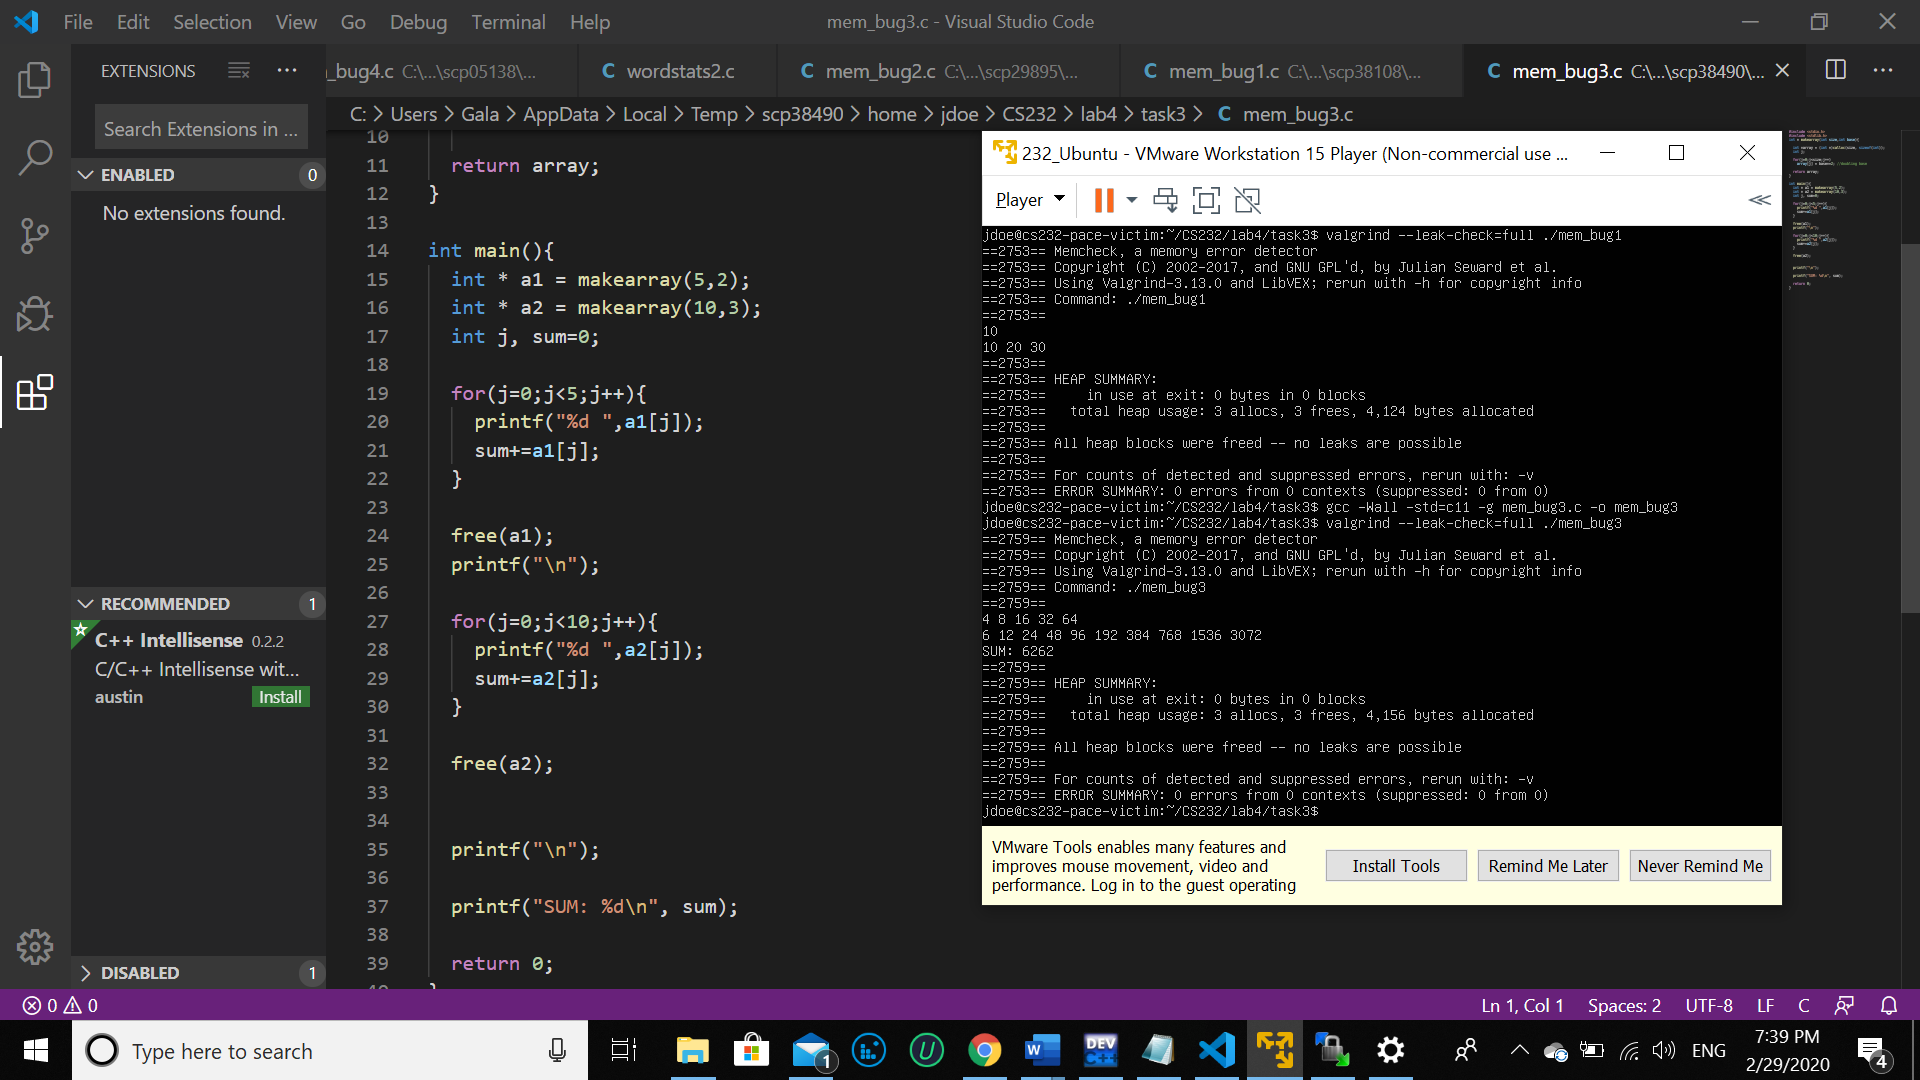 File Edit Selection View Go Debug Terminal Help
mem_bug3.c - Visual Studio Code
EXTENSIONS
_bug4.c C:\...\scp05138\...
C wordstats2.c
C mem_bug2.c C:\...\scp29895\...
C mem_bug1.c C:\...\scp38108\...
C mem_bug3.c C:\...\scp38490\...
C: > Users > Gala > AppData > Local > Temp > scp38490 > home > jdoe > CS232 > lab4 > task3 > C mem_bug3.c
Search Extensions in ...
ENABLED 0
No extensions found.
RECOMMENDED 1
C++ Intellisense 0.2.2
C/C++ Intellisense wit...
austin Install
DISABLED 1
10
11 return array;
12 }
13
14 int main(){
15 int * a1 = makearray(5,2);
16 int * a2 = makearray(10,3);
17 int j, sum=0;
18
19 for(j=0;j<5;j++){
20 printf("%d ",a1[j]);
21 sum+=a1[j];
22 }
23
24 free(a1);
25 printf("\n");
26
27 for(j=0;j<10;j++){
28 printf("%d ",a2[j]);
29 sum+=a2[j];
30 }
31
32 free(a2);
33
34
35 printf("\n");
36
37 printf("SUM: %d\n", sum);
38
39 return 0;
232_Ubuntu - VMware Workstation 15 Player (Non-commercial use ...
Player
jdoe@cs232-pace-victim:~/CS232/lab4/task3$ valgrind --leak-check=full ./mem_bug1
==2753== Memcheck, a memory error detector
==2753== Copyright (C) 2002-2017, and GNU GPL'd, by Julian Seward et al.
==2753== Using Valgrind-3.13.0 and LibVEX; rerun with -h for copyright info
==2753== Command: ./mem_bug1
==2753==
10
10 20 30
==2753==
==2753== HEAP SUMMARY:
==2753== in use at exit: 0 bytes in 0 blocks
==2753== total heap usage: 3 allocs, 3 frees, 4,124 bytes allocated
==2753==
==2753== All heap blocks were freed -- no leaks are possible
==2753==
==2753== For counts of detected and suppressed errors, rerun with: -v
==2753== ERROR SUMMARY: 0 errors from 0 contexts (suppressed: 0 from 0)
jdoe@cs232-pace-victim:~/CS232/lab4/task3$ gcc -Wall -std=c11 -g mem_bug3.c -o mem_bug3
jdoe@cs232-pace-victim:~/CS232/lab4/task3$ valgrind --leak-check=full ./mem_bug3
==2759== Memcheck, a memory error detector
==2759== Copyright (C) 2002-2017, and GNU GPL'd, by Julian Seward et al.
==2759== Using Valgrind-3.13.0 and LibVEX; rerun with -h for copyright info
==2759== Command: ./mem_bug3
==2759==
4 8 16 32 64
6 12 24 48 96 192 384 768 1536 3072
SUM: 6262
==2759==
==2759== HEAP SUMMARY:
==2759== in use at exit: 0 bytes in 0 blocks
==2759== total heap usage: 3 allocs, 3 frees, 4,156 bytes allocated
==2759==
==2759== All heap blocks were freed -- no leaks are possible
==2759==
==2759== For counts of detected and suppressed errors, rerun with: -v
==2759== ERROR SUMMARY: 0 errors from 0 contexts (suppressed: 0 from 0)
jdoe@cs232-pace-victim:~/CS232/lab4/task3$
VMware Tools enables many features and
improves mouse movement, video and
performance. Log in to the guest operating
Install Tools
Remind Me Later
Never Remind Me
0 0
Ln 1, Col 1 Spaces: 2 UTF-8 LF C
Type here to search
1
W
DEV
C++
ENG
7:39 PM
2/29/2020
4